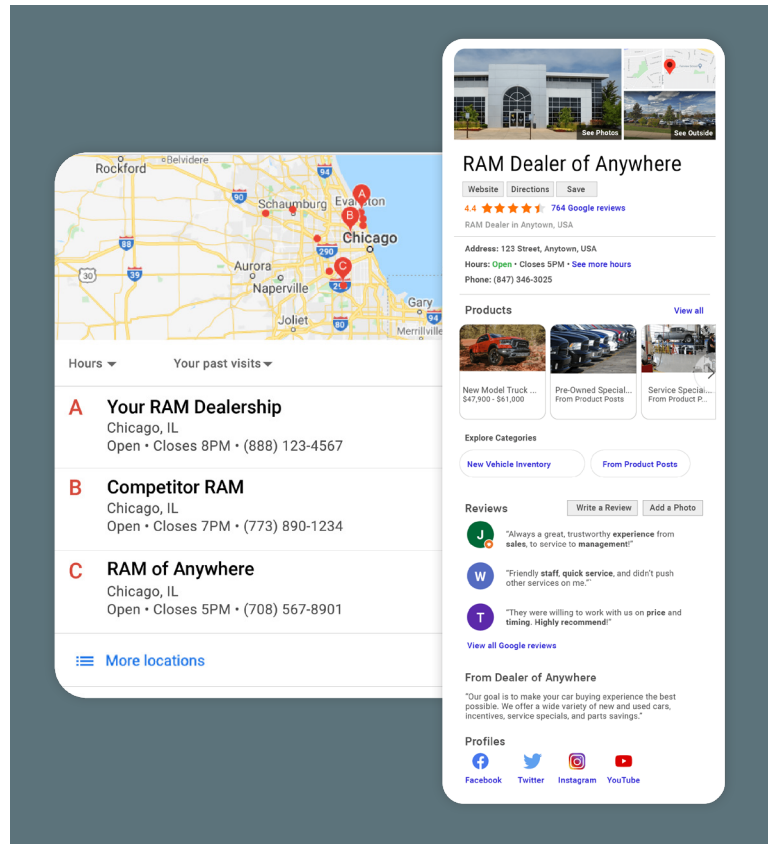 Rockford
Belvidere
94
90
Schaumburg
Evanston
A
B
Chicago
88
290
Aurora
C
30
39
Naperville
Gary
Joliet
80
94
Merrillville
Hours
Your past visits
A
Your RAM Dealership
Chicago, IL
Open • Closes 8PM • (888) 123-4567
B
Competitor RAM
Chicago, IL
Open • Closes 7PM • (773) 890-1234
C
RAM of Anywhere
Chicago, IL
Open • Closes 5PM • (708) 567-8901
More locations
See Photos
See Outside
RAM Dealer of Anywhere
Website
Directions
Save
4.4
764 Google reviews
RAM Dealer in Anytown, USA
Address: 123 Street, Anytown, USA
Hours: Open • Closes 5PM • See more hours
Phone: (847) 346-3025
Products
View all
New Model Truck ...
$47,900 - $61,000
Pre-Owned Special...
From Product Posts
Service Special...
From Product P...
Explore Categories
New Vehicle Inventory
From Product Posts
Reviews
Write a Review
Add a Photo
J
“Always a great, trustworthy experience from
sales, to service to management!”
W
“Friendly staff, quick service, and didn’t push
other services on me.”
T
“They were willing to work with us on price and
timing. Highly recommend!”
View all Google reviews
From Dealer of Anywhere
“Our goal is to make your car buying experience the best
possible. We offer a wide variety of new and used cars,
incentives, service specials, and parts savings.”
Profiles
Facebook
Twitter
Instagram
YouTube